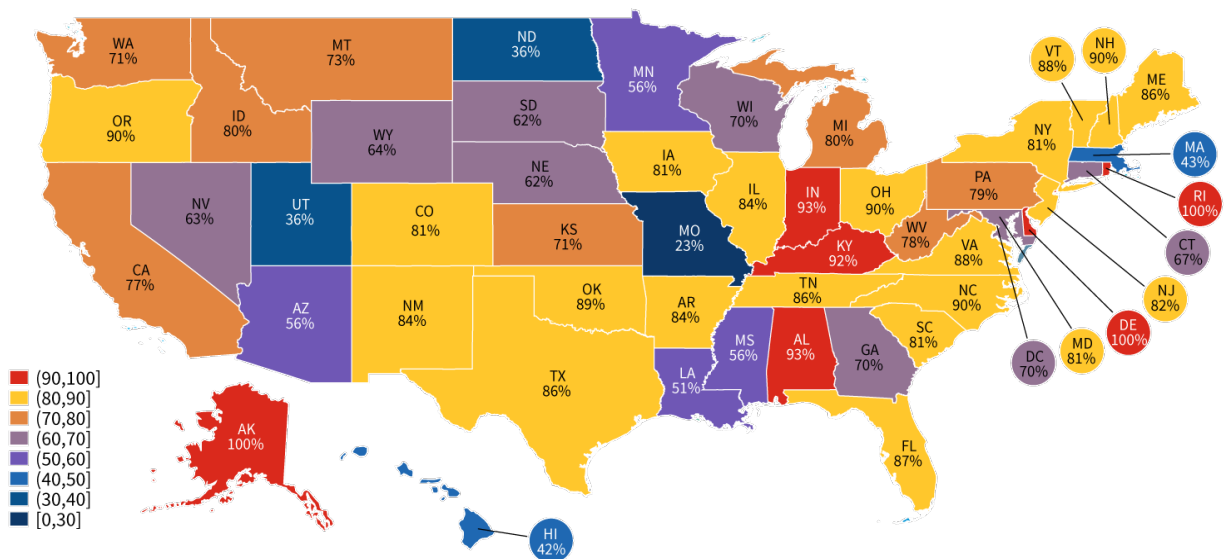 WA
71%
MT
73%
ND
36%
MN
56%
VT
88%
NH
90%
ME
86%
OR
90%
ID
80%
WY
64%
SD
62%
WI
70%
MI
80%
NY
81%
MA
43%
NV
63%
UT
36%
CO
81%
NE
62%
IA
81%
IL
84%
IN
93%
OH
90%
PA
79%
RI
100%
CA
77%
KS
71%
MO
23%
KY
92%
WV
78%
VA
88%
CT
67%
AZ
56%
NM
84%
OK
89%
AR
84%
TN
86%
NC
90%
NJ
82%
TX
86%
LA
51%
MS
56%
AL
93%
GA
70%
SC
81%
DC
70%
MD
81%
DE
100%
FL
87%
AK
100%
HI
42%
(90,100]
(80,90]
(70,80]
(60,70]
(50,60]
(40,50]
(30,40]
[0,30]